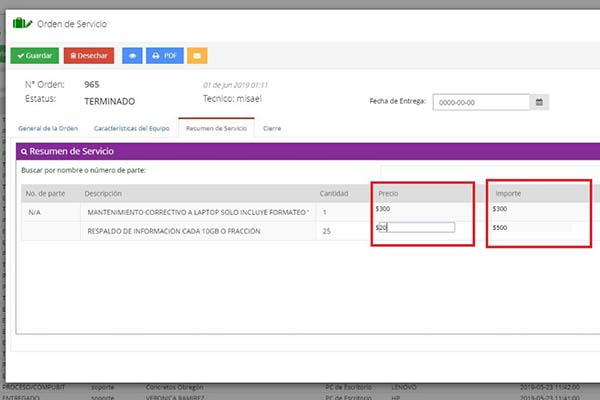 Orden de Servicio
Guardar Desechar PDF
N° Orden: 965 01 de Jun 2019 01:11
Estatus: TERMINADO Tecnico: misael Fecha de Entrega: 0000-00-00
General de la Orden Características del Equipo Resumen de Servicio Cierre
Resumen de Servicio
Buscar por nombre o número de parte:
No. de parte Descripción Cantidad Precio Importe
N/A MANTENIMIENTO CORRECTIVO A LAPTOP SOLO INCLUYE FORMATEO 1 $300 $300
RESPALDO DE INFORMACIÓN CADA 10GB O FRACCIÓN 25 $20 $500
PROCESO/COMPUBIT soporte Concretos Obregón PC de Escritorio LENOVO 2019-05-23 11:42:00
ENTREGADO soporte VERONICA RAMIREZ PC de Escritorio HP 2019-05-23 11:41:00